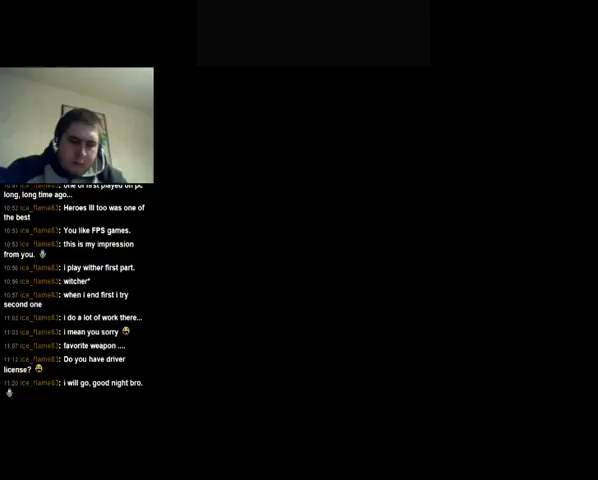 10:51 ice_flame83: one of first played on pc
long, long time ago...
10:52 ice_flame83: Heroes III too was one of
the best
10:53 ice_flame83: You like FPS games.
10:53 ice_flame83: this is my impression
from you.
10:56 ice_flame83: i play wither first part.
10:56 ice_flame83: witcher*
10:57 ice_flame83: when i end first i try
second one
ice_flame83: i do a lot of work there...
11:03 ice_flame83: i mean you sorry
11:07 ice_flame83: favorite weapon ....
11:12 ice_flame83: Do you have driver
license?
11:20 ice_flame83: i will go, good night bro.